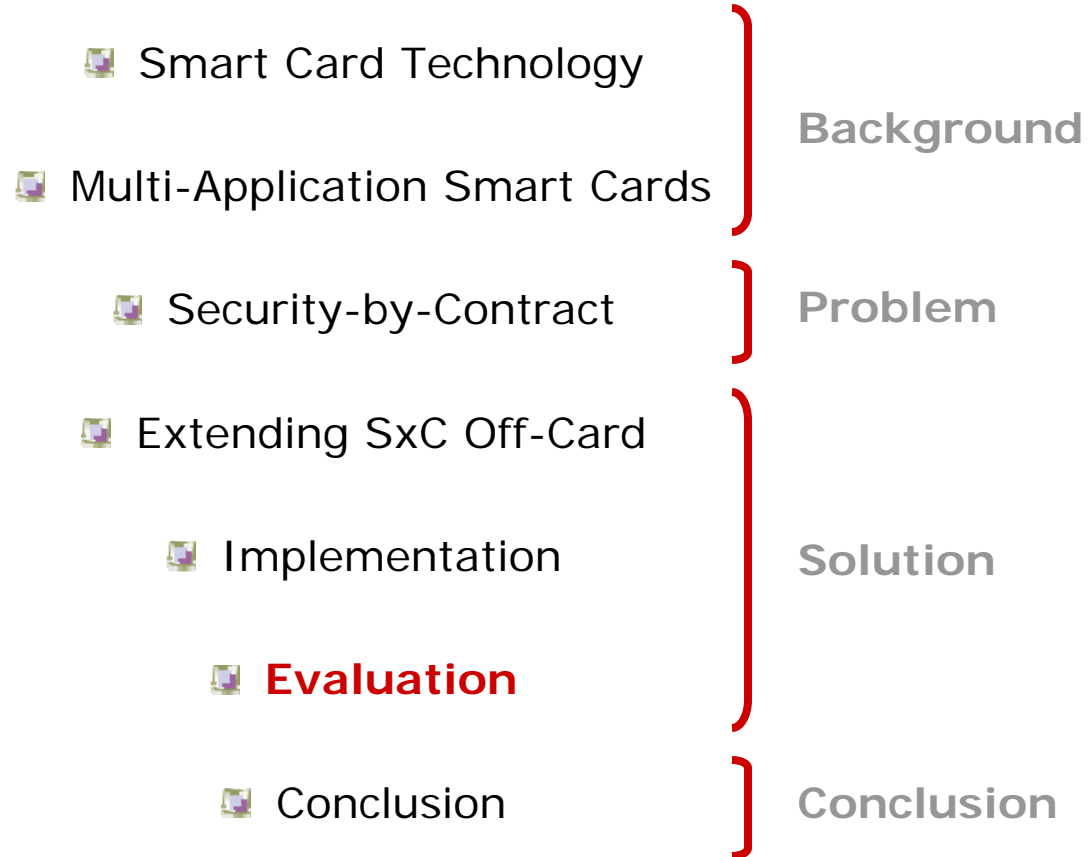 Smart Card Technology
Multi-Application Smart Cards
Background
Security-by-Contract
Problem
Extending SxC Off-Card
Implementation
Evaluation
Solution
Conclusion
Conclusion